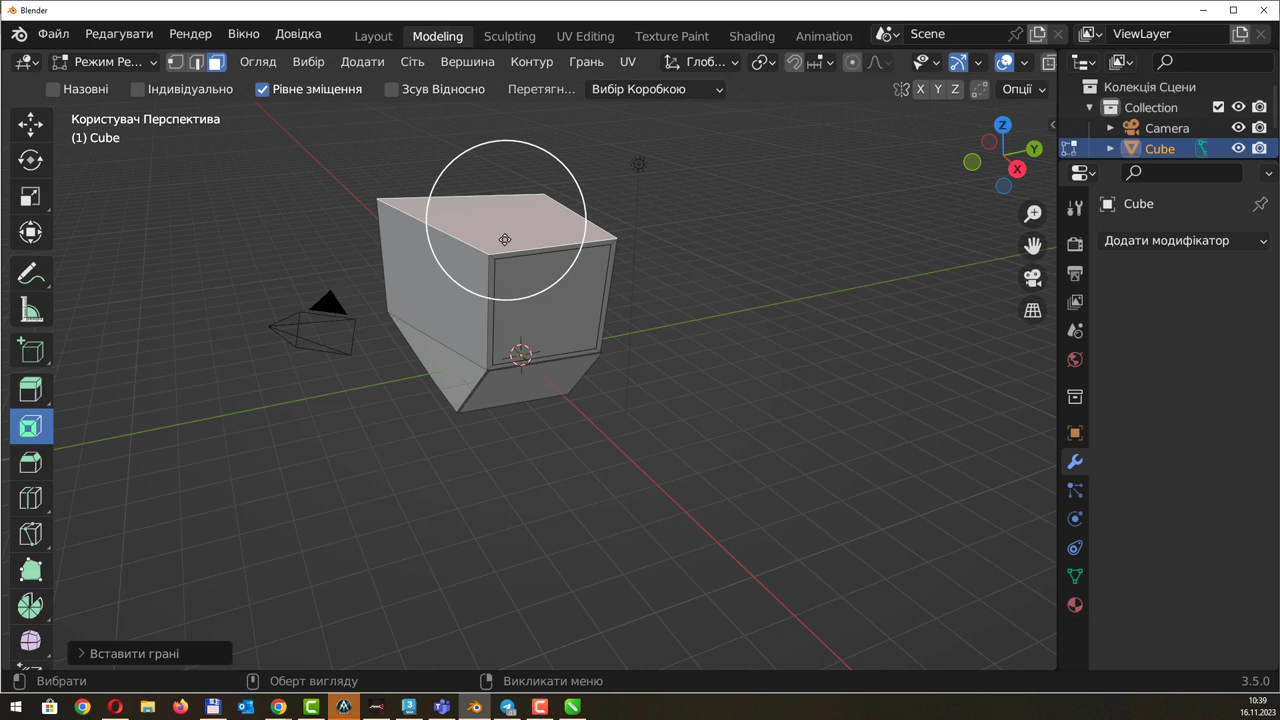 Blender
Файл Редагувати Рендер Вікно Довідка Layout Modeling Sculpting UV Editing Texture Paint Shading Animation Scene ViewLayer
Режим Ре... Огляд Вибір Додати Сіть Вершина Контур Грань UV Глоб...
Назовні Індивідуально Рівне зміщення Зсув Відносно Перетягн... Вибір Коробкою X Y Z Опції
Колекція Сцени
Collection
Camera
Cube
Користувач Перспектива
(1) Cube
Z
Y
X
Cube
Додати модифікатор
Вставити грані
Вибрати Оберт вигляду Викликати меню 3.5.0
10:39
16.11.2023